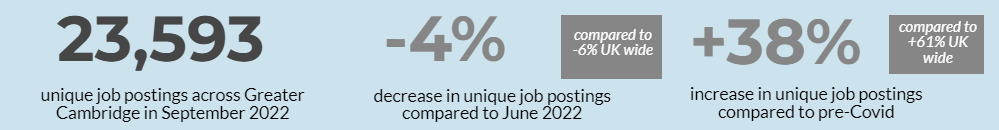 23,593
unique job postings across Greater
Cambridge in September 2022
-4%
compared to
-6% UK wide
decrease in unique job postings
compared to June 2022
+38%
compared to
+61% UK
wide
increase in unique job postings
compared to pre-Covid